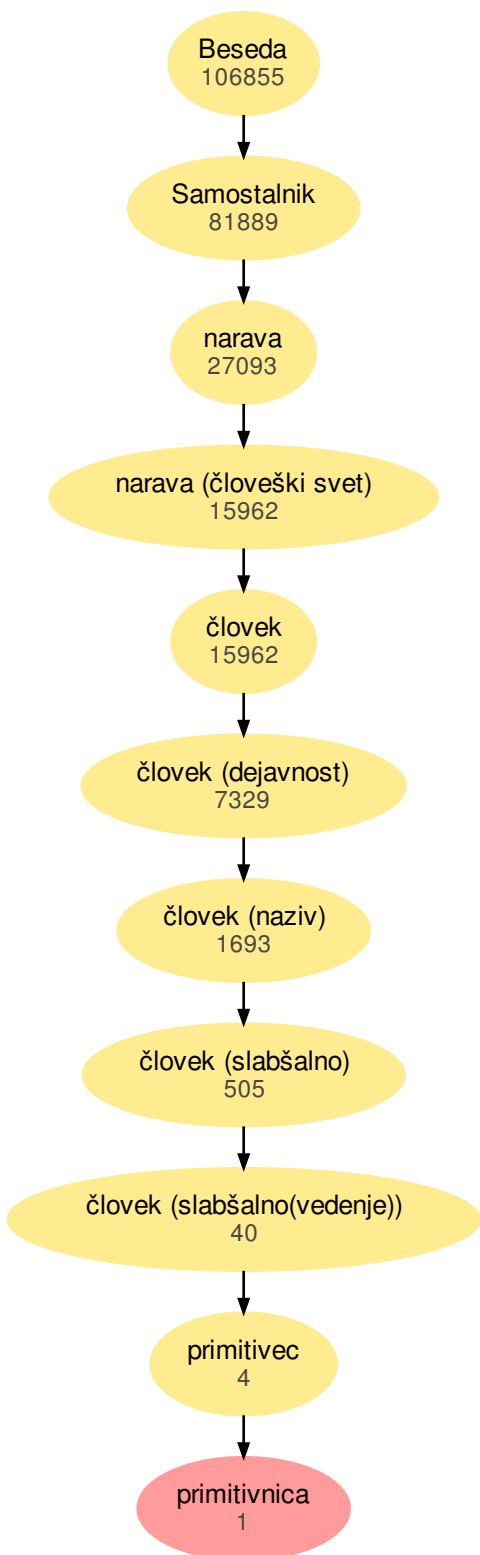 Beseda
106855
Samostalnik
81889
narava
27093
narava (človeški svet)
15962
človek
15962
človek (dejavnost)
7329
človek (naziv)
1693
človek (slabšalno)
505
človek (slabšalno(vedenje))
40
primitivec
4
primitivnica
1